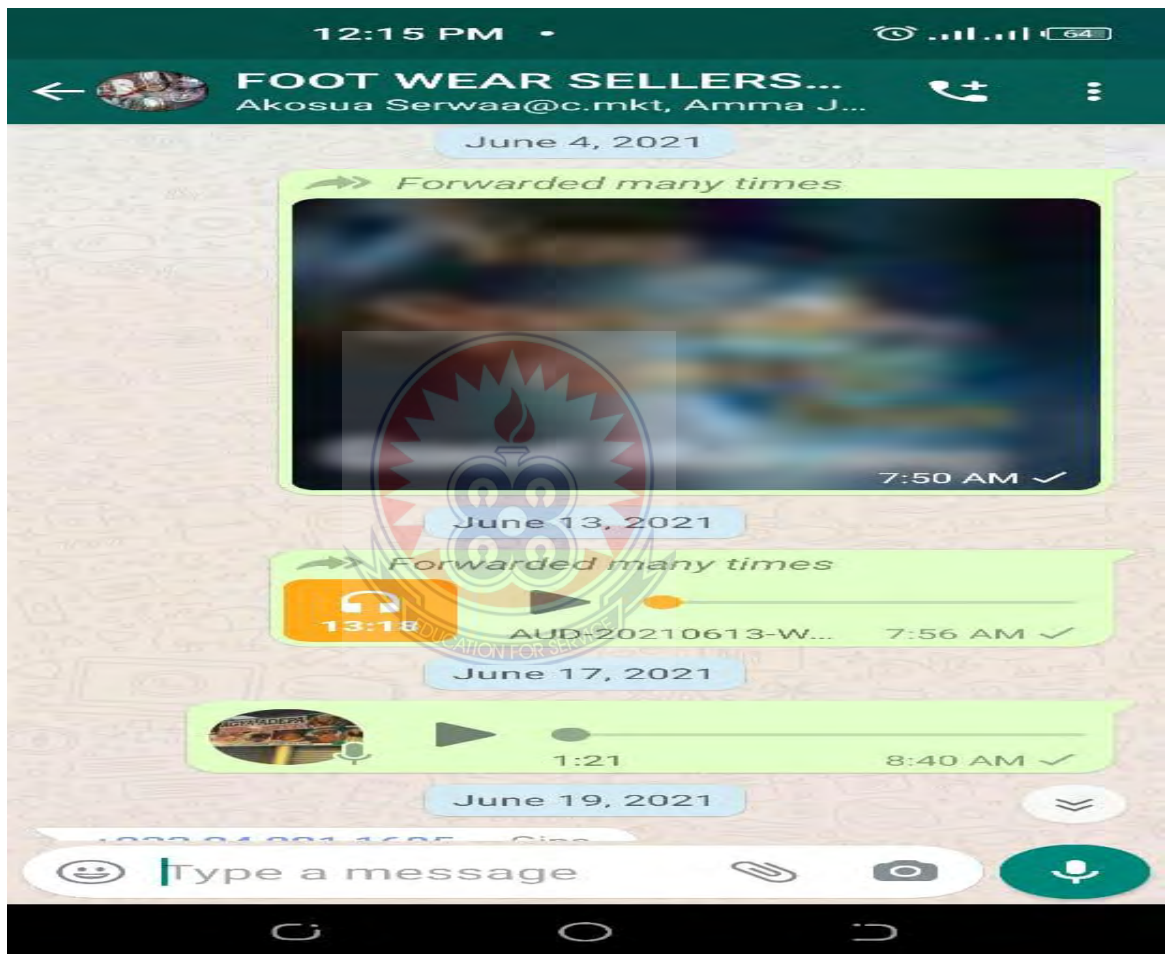 12:15 PM
64
FOOT WEAR SELLERS...
Akosua Serwaa@c.mkt, Amma J...
June 4, 2021
Forwarded many times
7:50 AM
June 13, 2021
Forwarded many times
13:18
AUD-20210613-W... 7:56 AM
EDUCATION FOR SERVICE
June 17, 2021
1:21 8:40 AM
June 19, 2021
Type a message